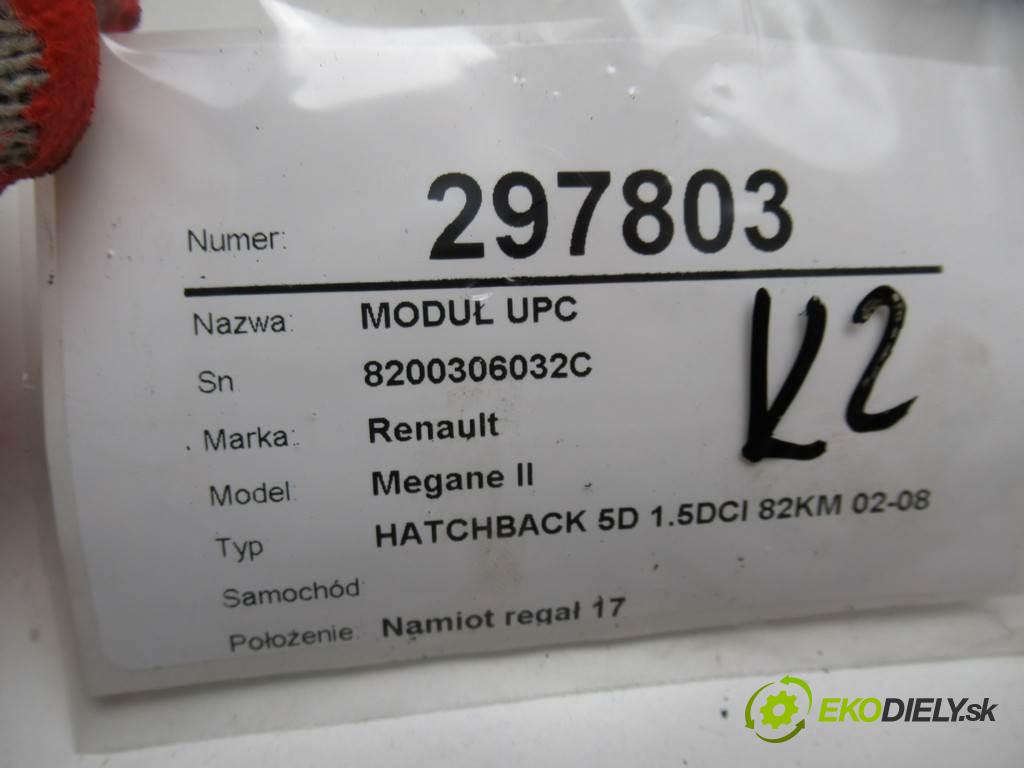 Numer: 297803
Nazwa: MODUŁ UPC
Sn 8200306032C
Marka: Renault
Model: Megane II
Typ HATCHBACK 5D 1.5DCI 82KM 02-08
Samochód
Położenie: Namiot regał 17
K2
EKODIELY.sk